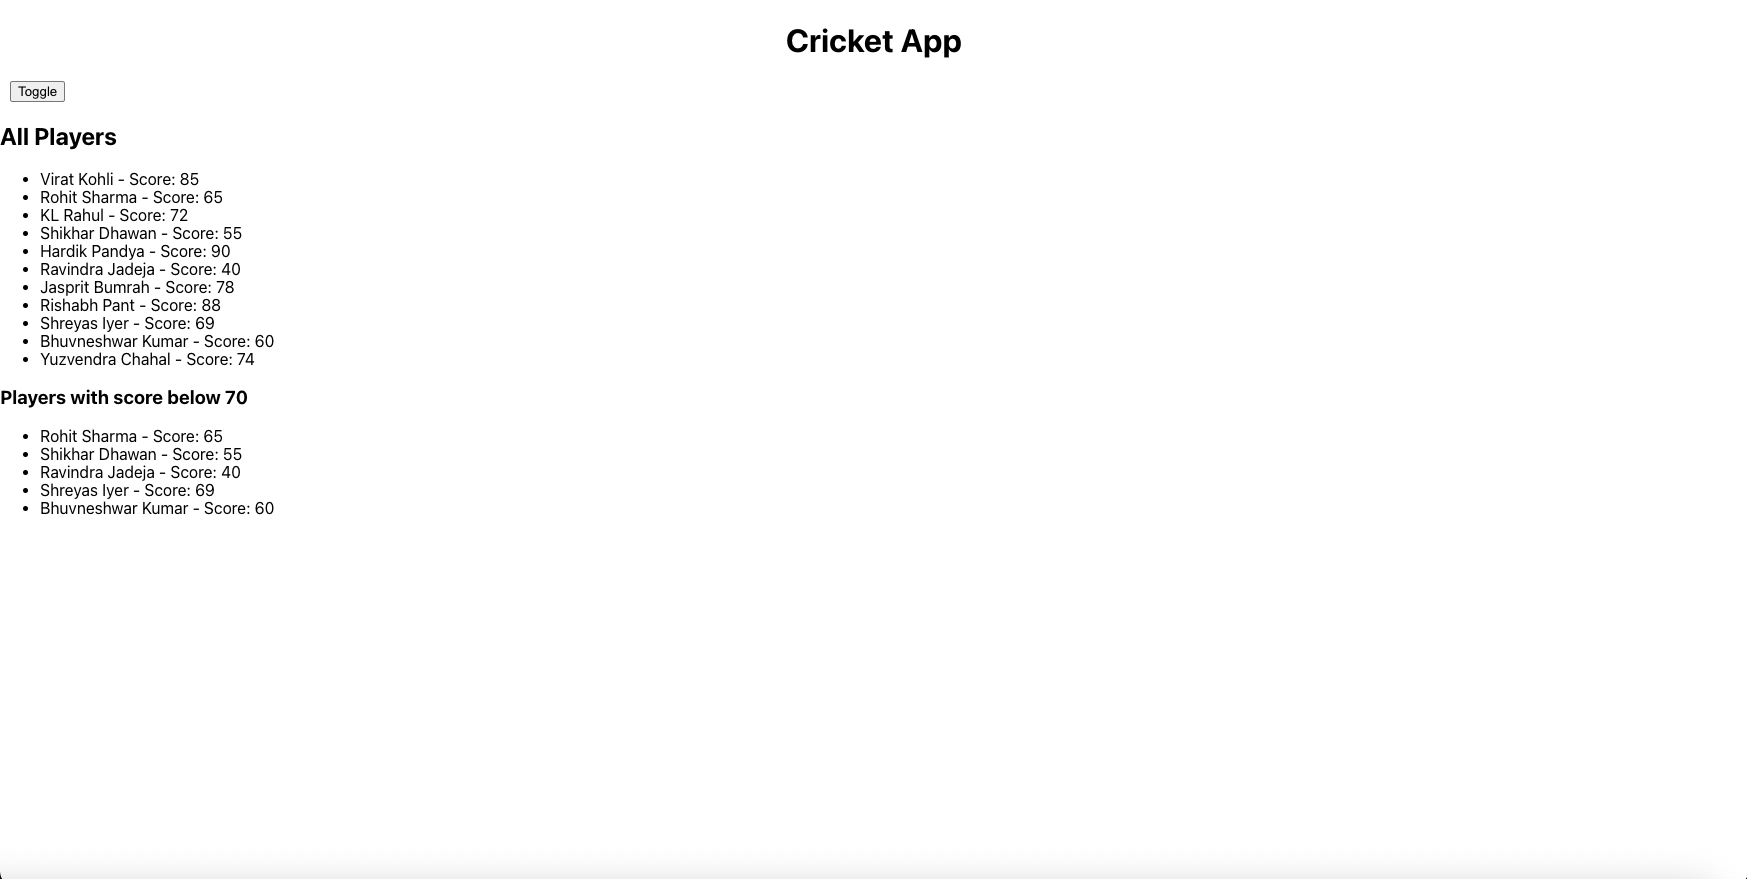 Cricket App
Toggle
All Players
• Virat Kohli - Score: 85
• Rohit Sharma - Score: 65
• KL Rahul - Score: 72
• Shikhar Dhawan - Score: 55
• Hardik Pandya - Score: 90
• Ravindra Jadeja - Score: 40
• Jasprit Bumrah - Score: 78
• Rishabh Pant - Score: 88
• Shreyas Iyer - Score: 69
• Bhuvneshwar Kumar - Score: 60
• Yuzvendra Chahal - Score: 74
Players with score below 70
• Rohit Sharma - Score: 65
• Shikhar Dhawan - Score: 55
• Ravindra Jadeja - Score: 40
• Shreyas Iyer - Score: 69
• Bhuvneshwar Kumar - Score: 60